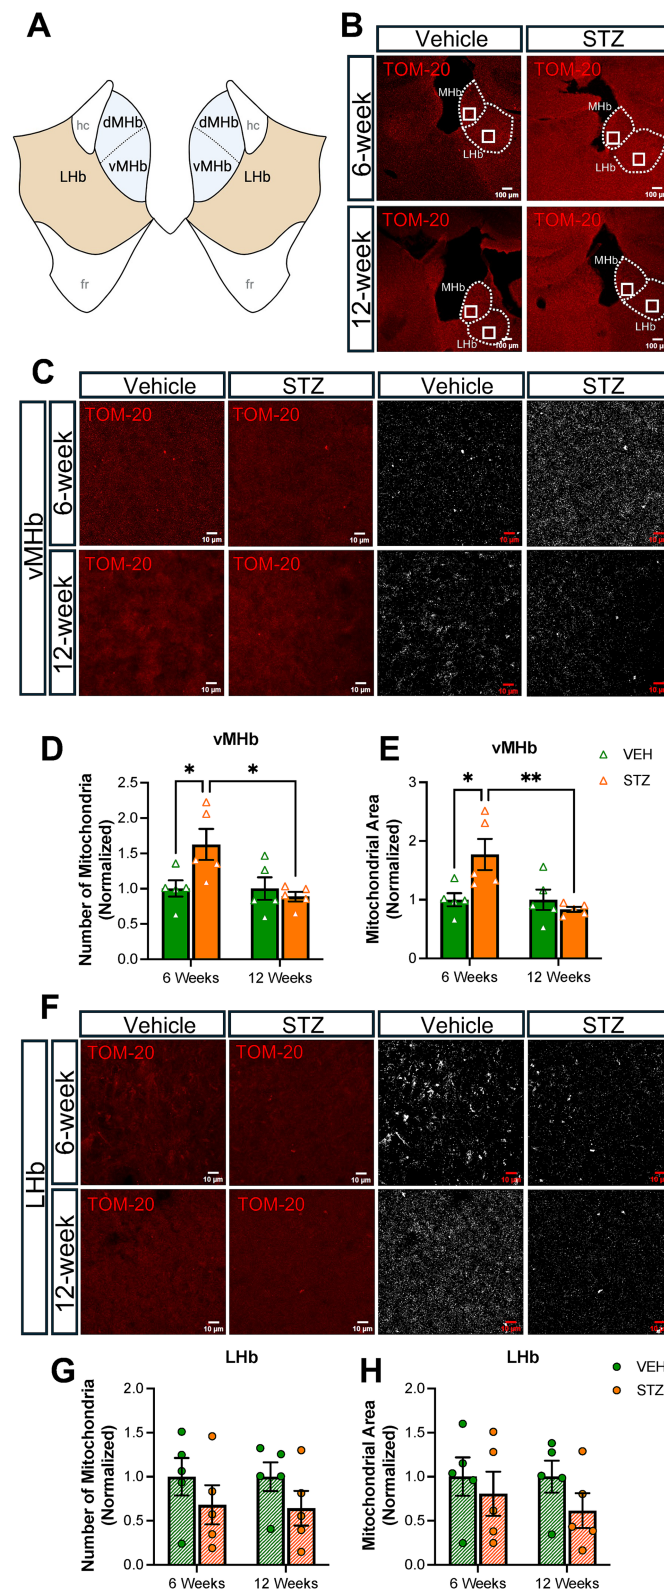 A
hc
dMHb
dMHb
hc
LHb
vMHb
vMHb
LHb
fr
fr
B
Vehicle
STZ
6-week
TOM-20
MHb
LHb
100 µm
TOM-20
MHb
LHb
100 µm
12-week
TOM-20
MHb
LHb
100 µm
TOM-20
MHb
LHb
100 µm
C
Vehicle
STZ
Vehicle
STZ
vMHb
6-week
TOM-20
10 µm
TOM-20
10 µm
10 µm
10 µm
12-week
TOM-20
10 µm
TOM-20
10 µm
10 µm
10 µm
D
vMHb
Number of Mitochondria
(Normalized)
2.5
2.0
1.5
1.0
0.5
0.0
*
*
6 Weeks
12 Weeks
E
vMHb
Mitochondrial Area
(Normalized)
3
2
1
0
*
**
6 Weeks
12 Weeks
VEH
STZ
F
Vehicle
STZ
Vehicle
STZ
LHb
6-week
TOM-20
10 µm
TOM-20
10 µm
10 µm
10 µm
12-week
TOM-20
10 µm
TOM-20
10 µm
10 µm
10 µm
G
LHb
Number of Mitochondria
(Normalized)
2.0
1.5
1.0
0.5
0.0
6 Weeks
12 Weeks
H
LHb
Mitochondrial Area
(Normalized)
2.0
1.5
1.0
0.5
0.0
6 Weeks
12 Weeks
VEH
STZ